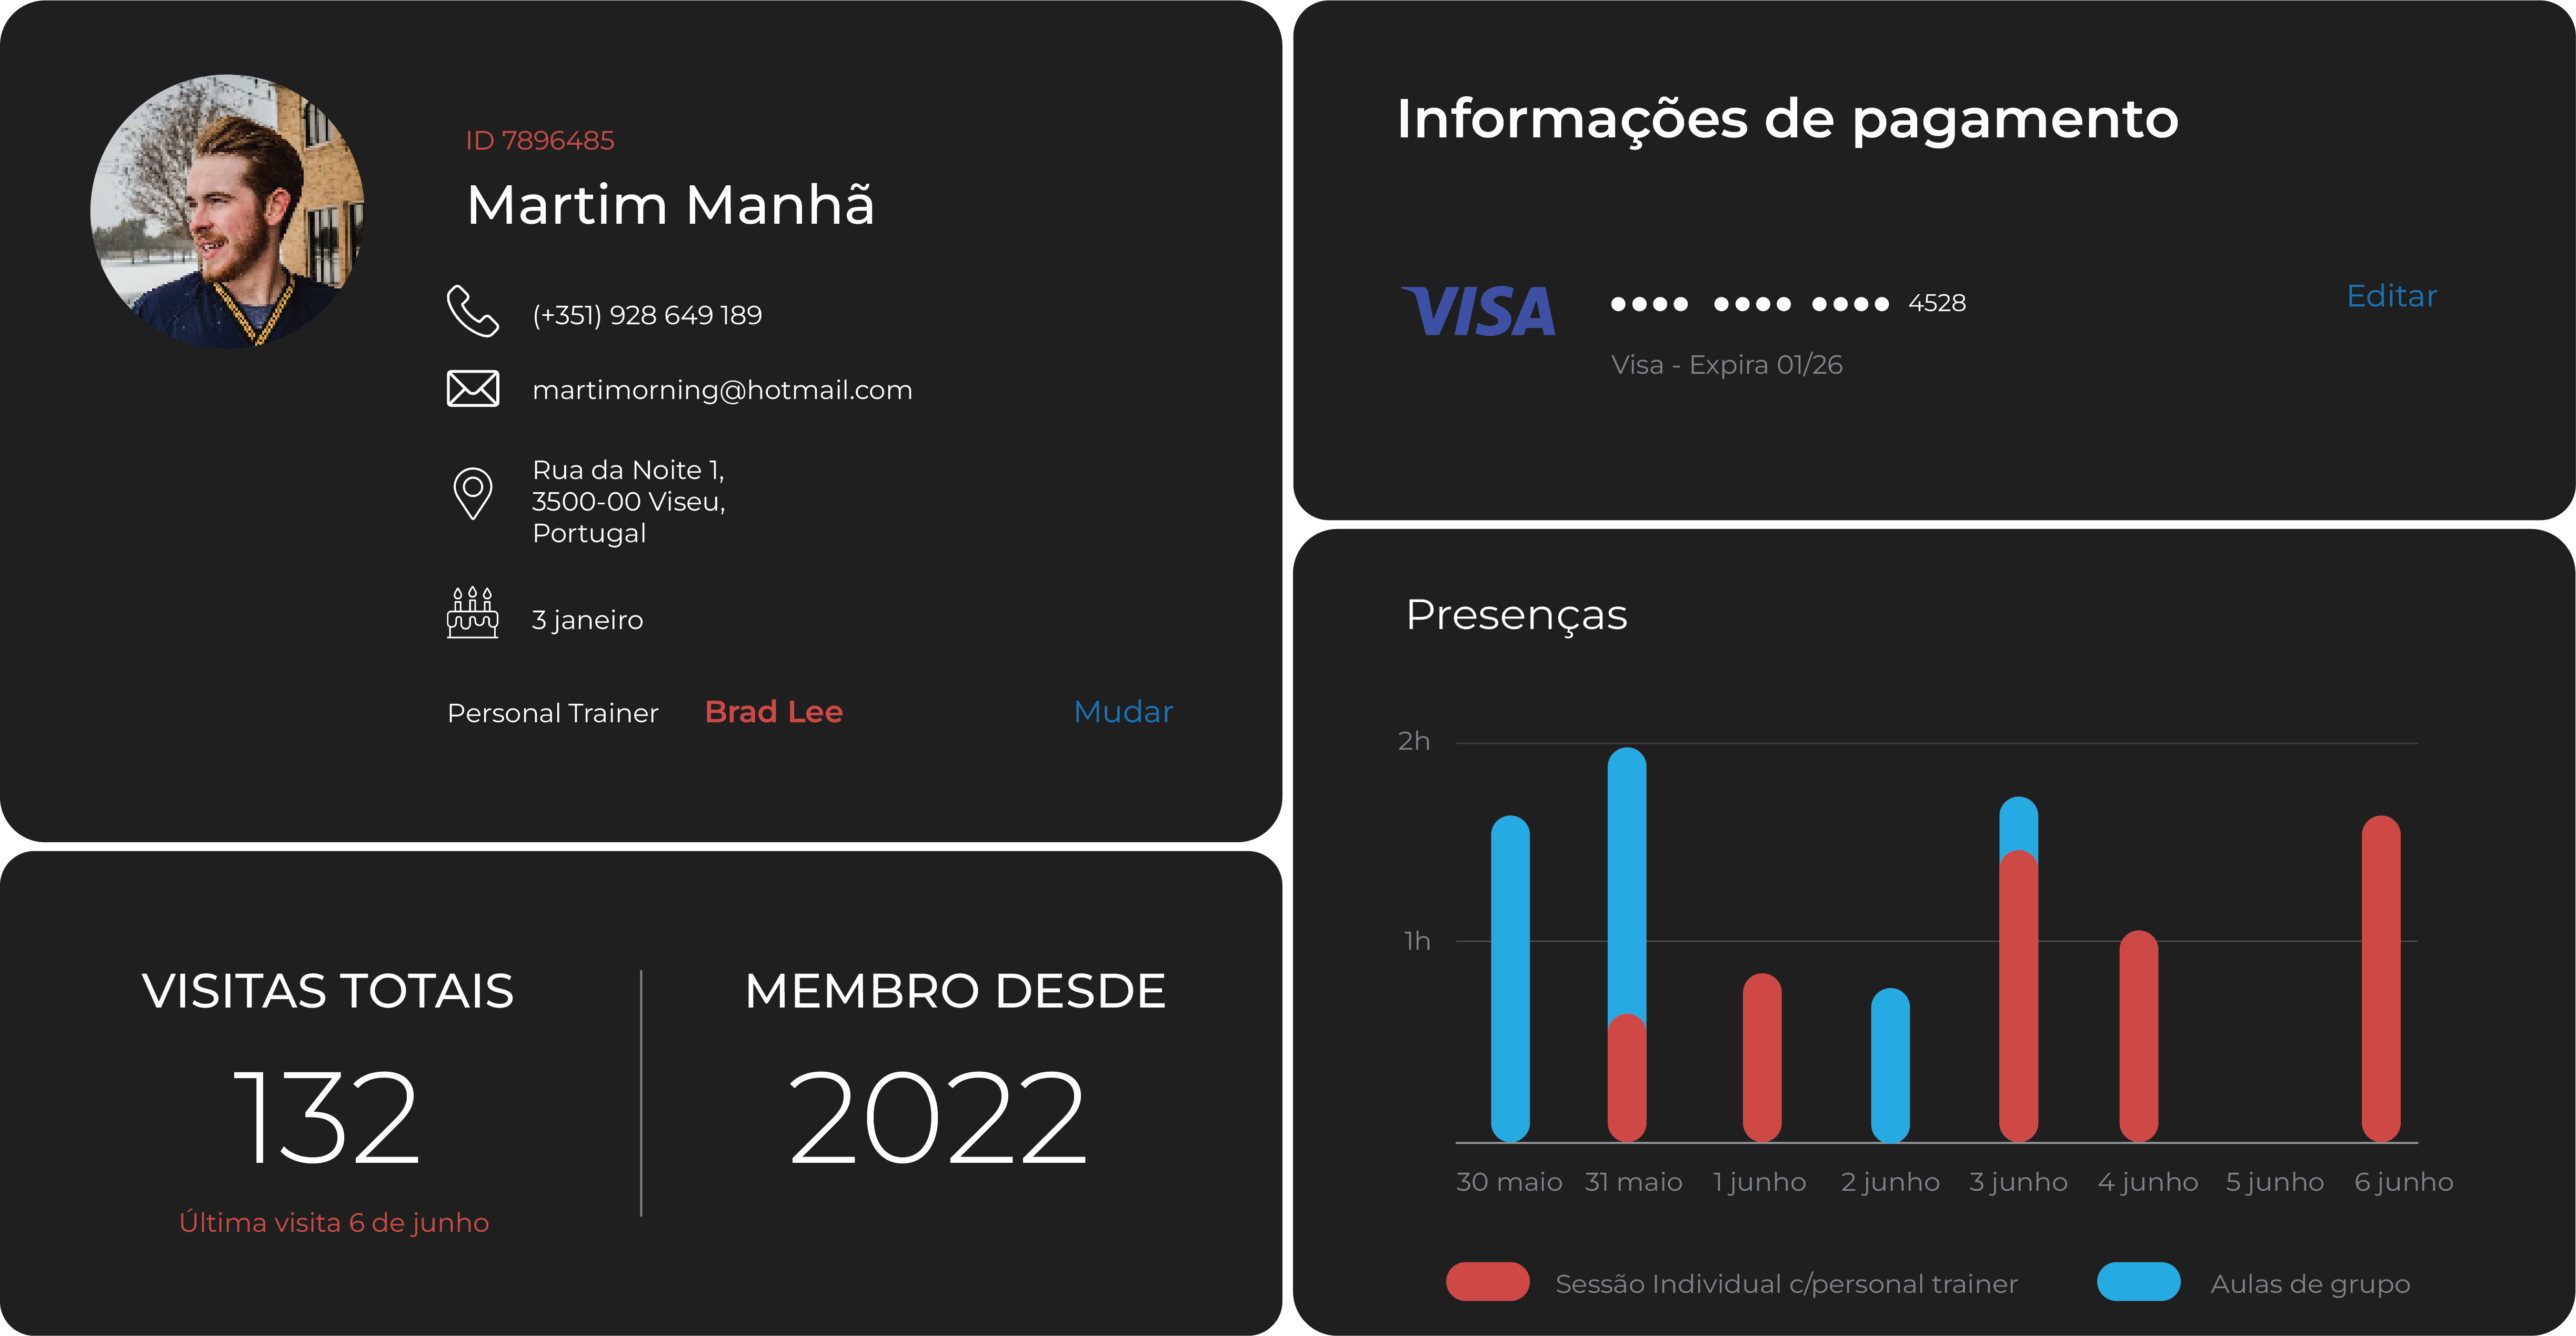 ID 7896485
Martim Manhã
(+351) 928 649 189
martimorning@hotmail.com
Rua da Noite 1,
3500-00 Viseu,
Portugal
3 janeiro
Personal Trainer Brad Lee Mudar
VISITAS TOTAIS
132
Última visita 6 de junho
MEMBRO DESDE
2022
Informações de pagamento
VISA •••• •••• •••• 4528 Editar
Visa - Expira 01/26
Presenças
2h
1h
30 maio 31 maio 1 junho 2 junho 3 junho 4 junho 5 junho 6 junho
Sessão Individual c/personal trainer Aulas de grupo